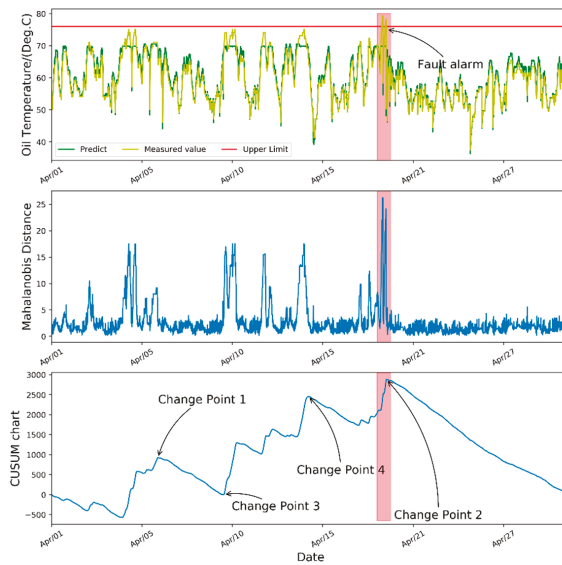 80
70
60
50
40
Oil Temperature/(Deg.C)
Fault alarm
Predict
Measured value
Upper Limit
Apr/01
Apr/05
Apr/10
Apr/15
Apr/21
Apr/27
25
20
15
10
5
0
Mahalanobis Distance
Apr/01
Apr/05
Apr/10
Apr/15
Apr/21
Apr/27
3000
2500
2000
1500
1000
500
0
−500
CUSUM chart
Change Point 1
Change Point 4
Change Point 3
Change Point 2
Apr/01
Apr/05
Apr/10
Apr/15
Apr/21
Apr/27
Date